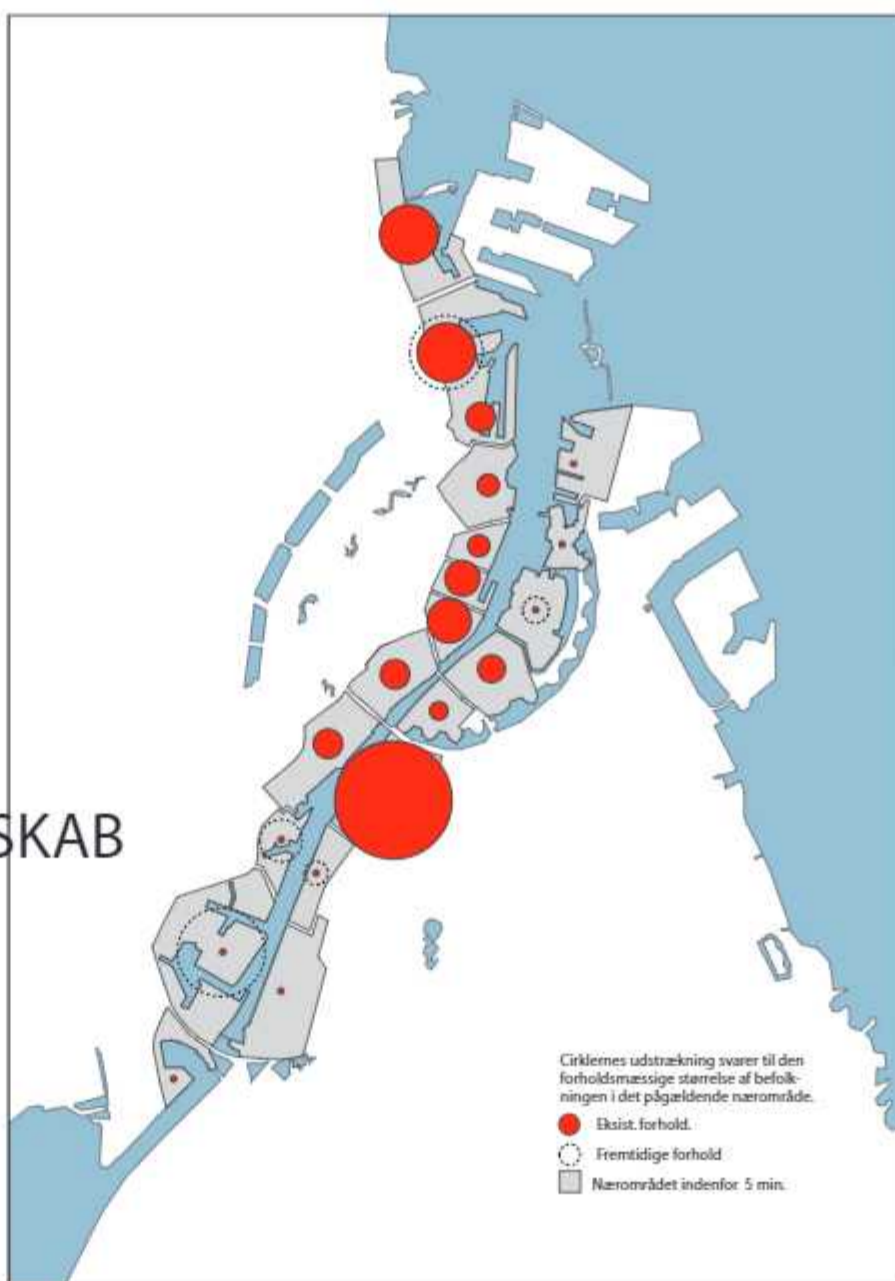 SKAB
Cirklernes udstrækning svarer til den
forholdsmæssige størrelse af befolk-
ningen i det pågældende nærområde.
Eksist. forhold.
Fremtidige forhold
Nærområdet indenfor 5 min.